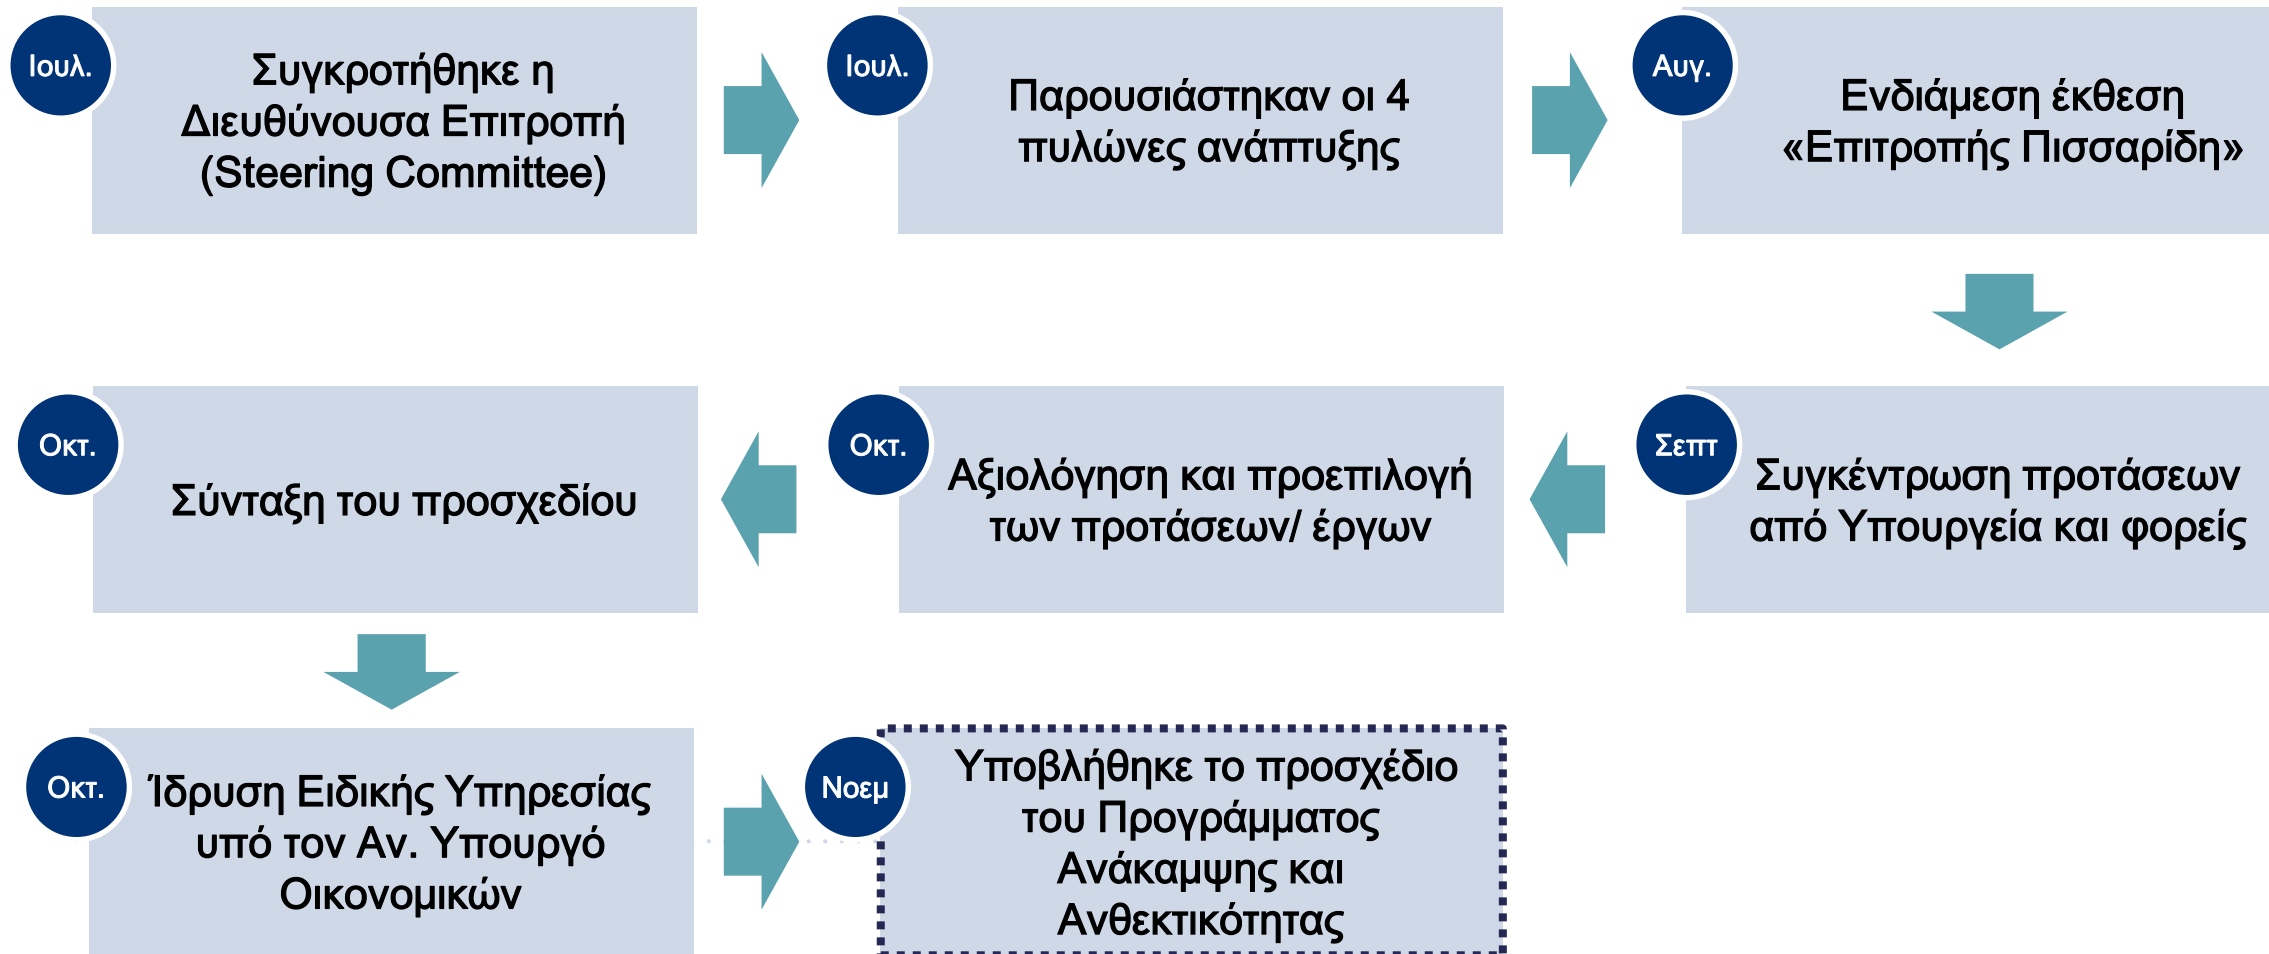 Ιουλ.
Συγκροτήθηκε η
Διευθύνουσα Επιτροπή
(Steering Committee)
Ιουλ.
Παρουσιάστηκαν οι 4
πυλώνες ανάπτυξης
Αυγ.
Ενδιάμεση έκθεση
«Επιτροπής Πισσαρίδη»
Σεπτ
Συγκέντρωση προτάσεων
από Υπουργεία και φορείς
Οκτ.
Αξιολόγηση και προεπιλογή
των προτάσεων/ έργων
Οκτ.
Σύνταξη του προσχεδίου
Οκτ.
Ίδρυση Ειδικής Υπηρεσίας
υπό τον Αν. Υπουργό
Οικονομικών
Νοεμ
Υποβλήθηκε το προσχέδιο
του Προγράμματος
Ανάκαμψης και
Ανθεκτικότητας